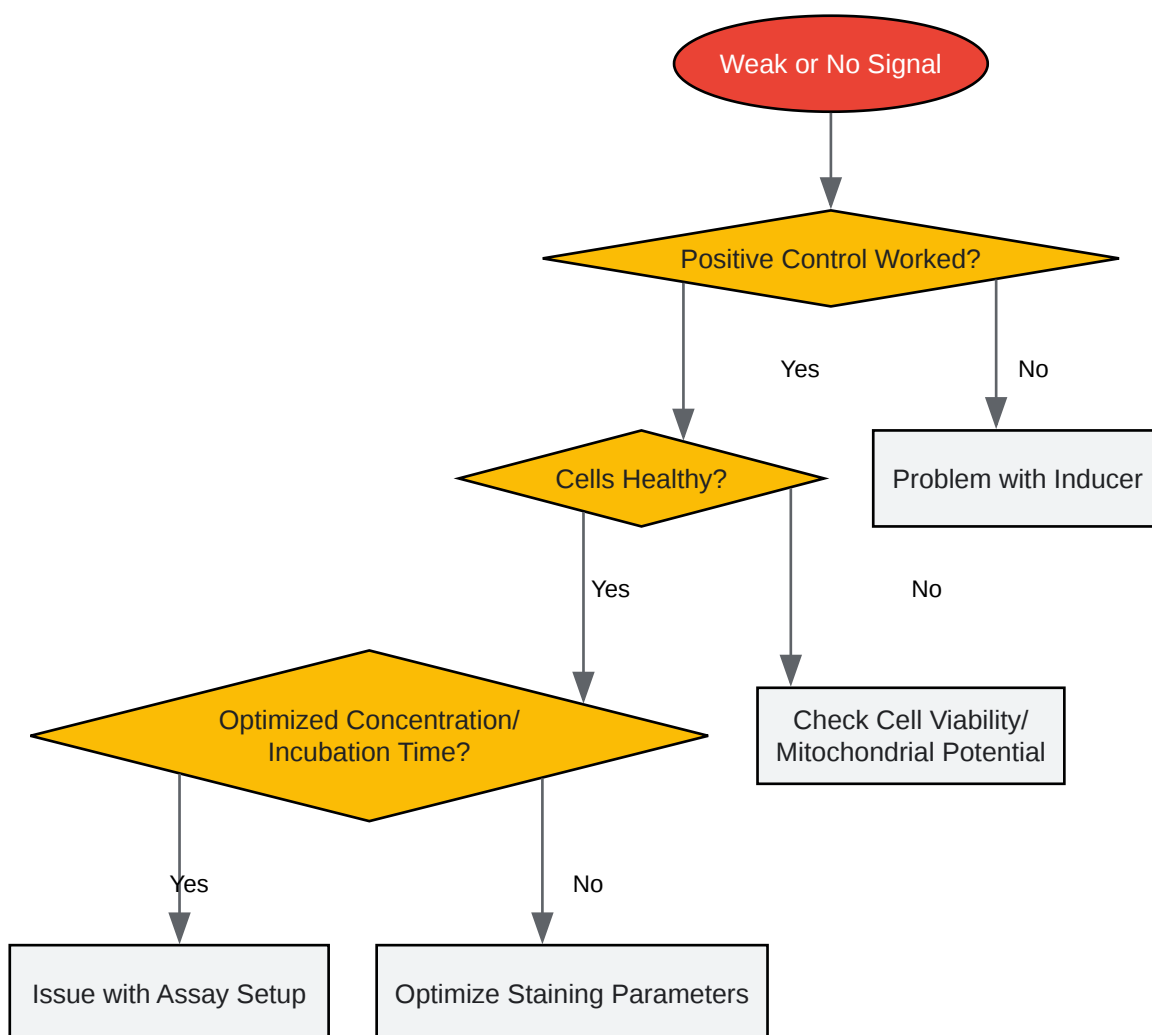 Weak or No Signal
Positive Control Worked?
Yes
No
Cells Healthy?
Problem with Inducer
Yes
No
Optimized Concentration/
Incubation Time?
Check Cell Viability/
Mitochondrial Potential
Yes
No
Issue with Assay Setup
Optimize Staining Parameters